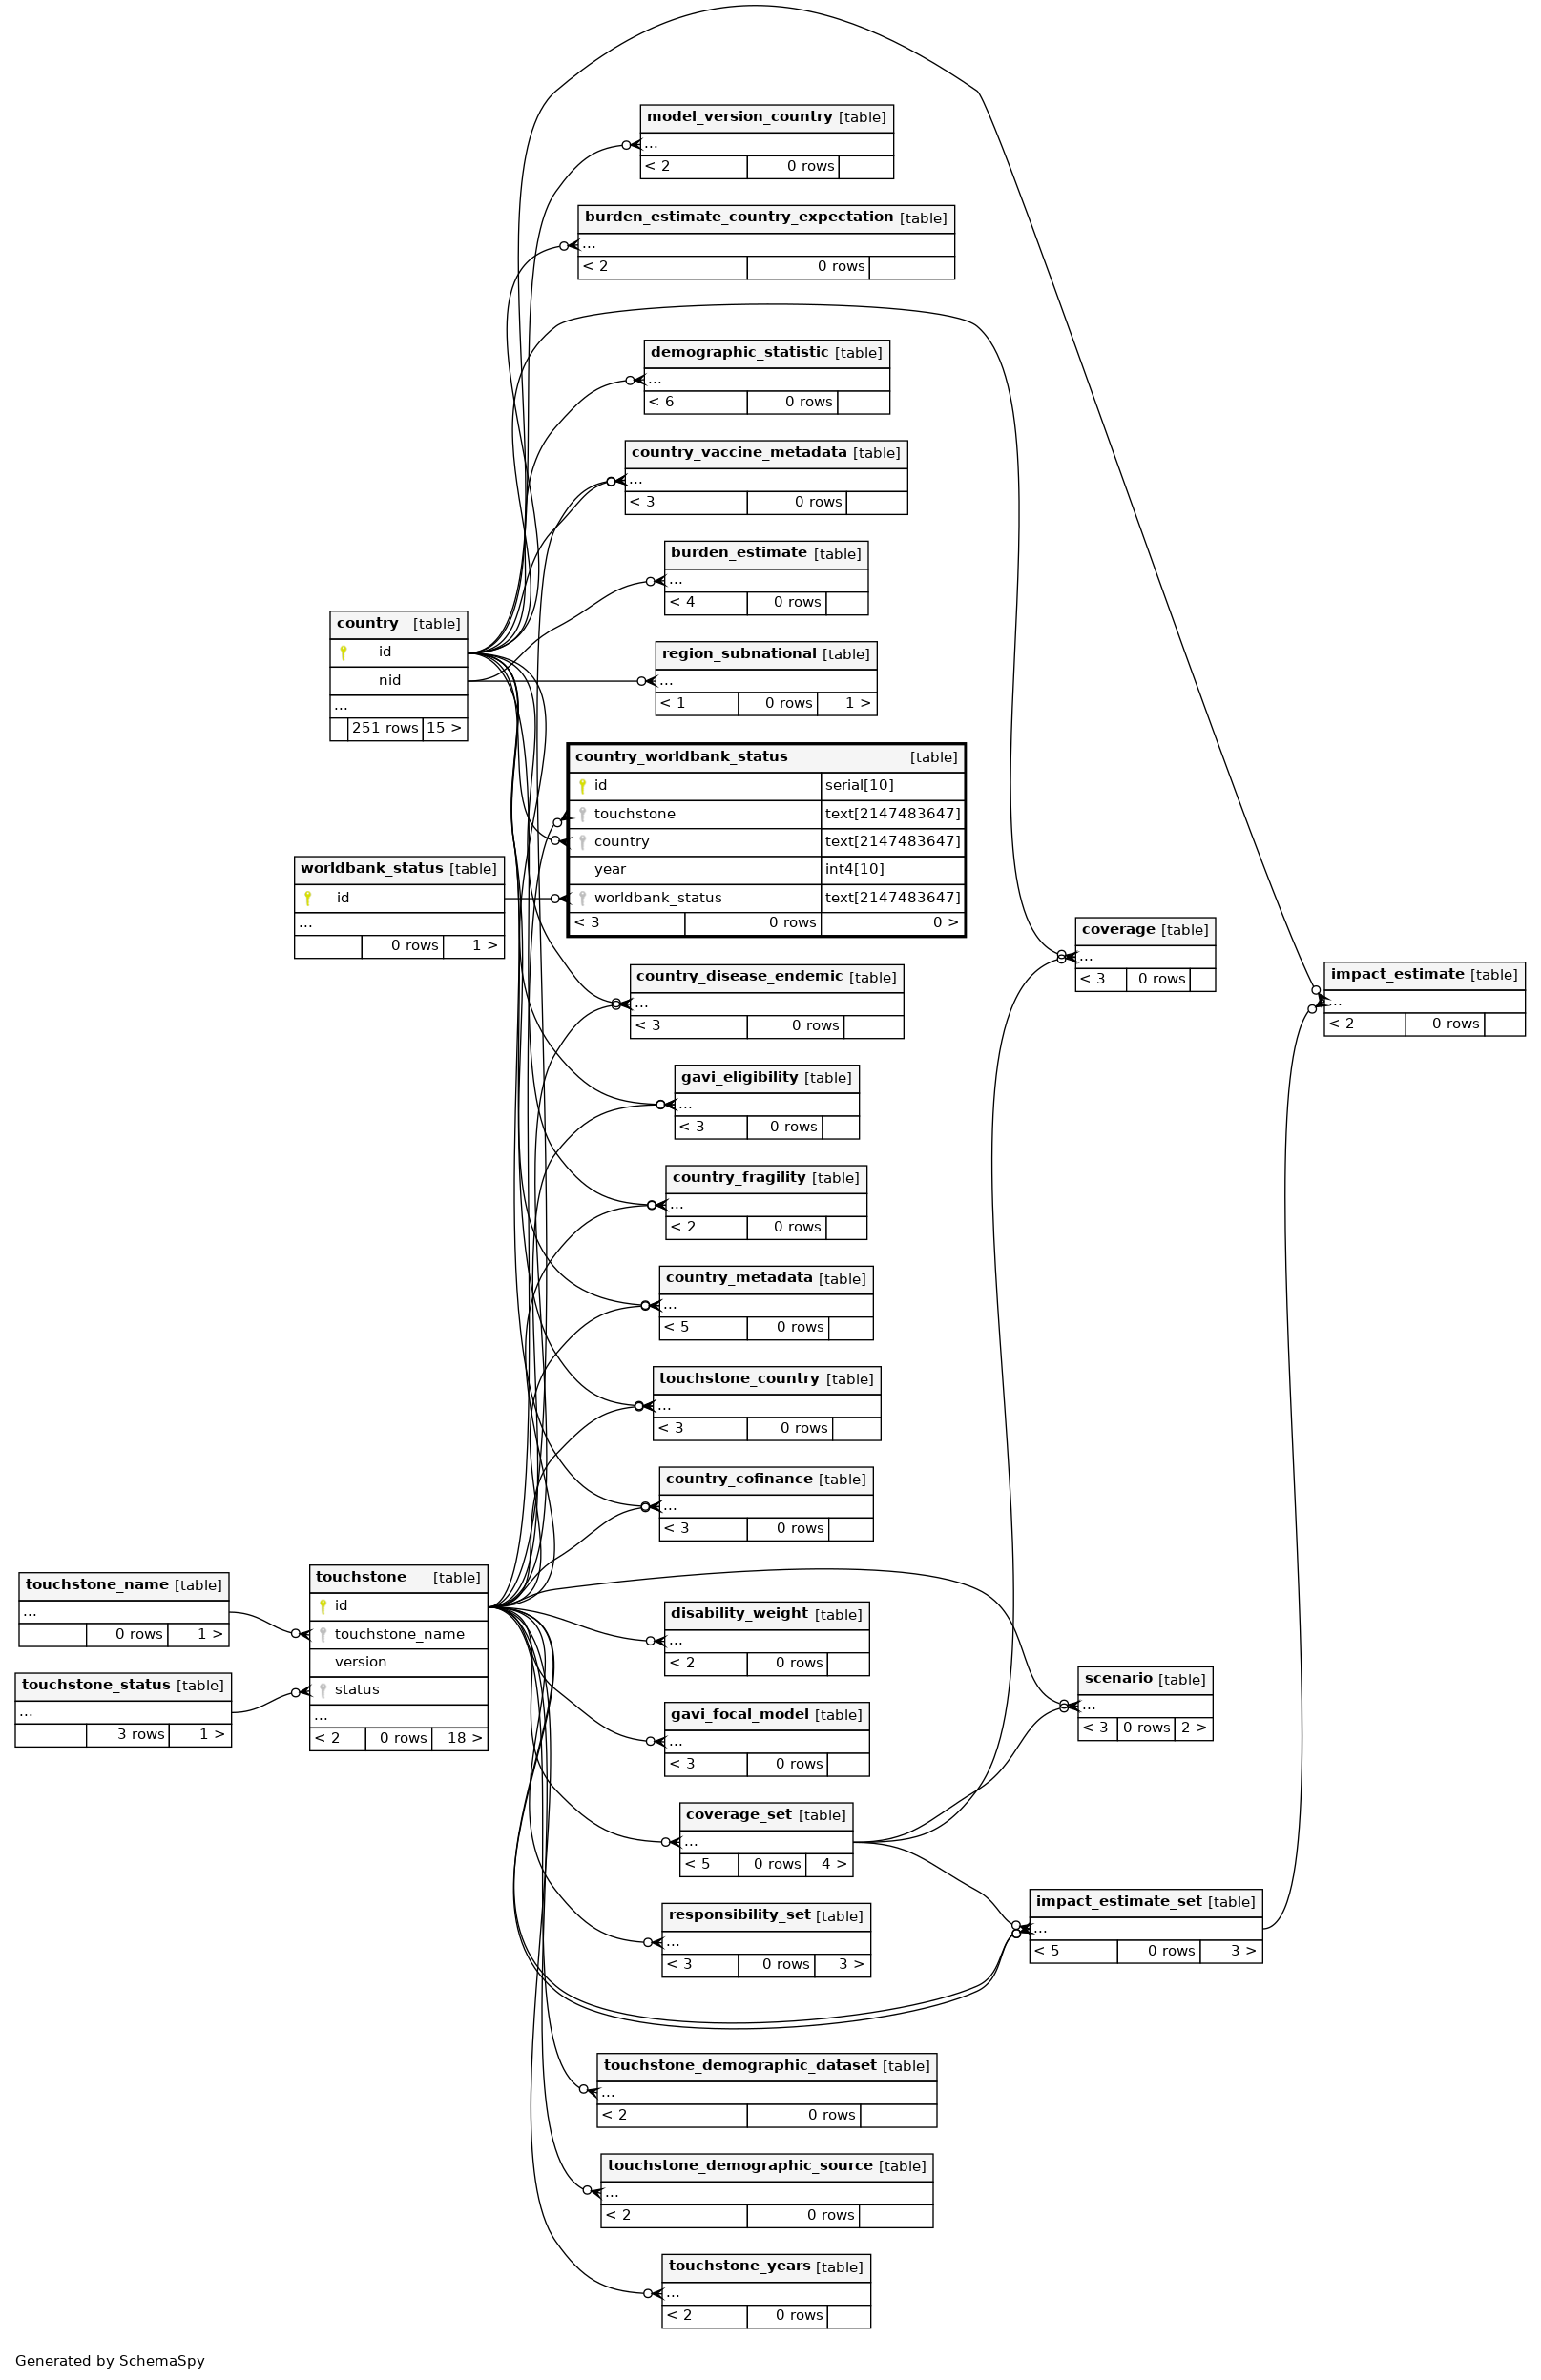 model_version_country [table]
...
< 2 0 rows
burden_estimate_country_expectation [table]
...
< 2 0 rows
demographic_statistic [table]
...
< 6 0 rows
country_vaccine_metadata [table]
...
< 3 0 rows
burden_estimate [table]
...
< 4 0 rows
country [table]
id
nid
...
251 rows 15 >
region_subnational [table]
...
< 1 0 rows 1 >
country_worldbank_status [table]
id serial[10]
touchstone text[2147483647]
country text[2147483647]
year int4[10]
worldbank_status text[2147483647]
< 3 0 rows 0 >
worldbank_status [table]
id
...
0 rows 1 >
coverage [table]
...
< 3 0 rows
impact_estimate [table]
...
< 2 0 rows
country_disease_endemic [table]
...
< 3 0 rows
gavi_eligibility [table]
...
< 3 0 rows
country_fragility [table]
...
< 2 0 rows
country_metadata [table]
...
< 5 0 rows
touchstone_country [table]
...
< 3 0 rows
country_cofinance [table]
...
< 3 0 rows
touchstone_name [table]
...
0 rows 1 >
touchstone_status [table]
...
3 rows 1 >
touchstone [table]
id
touchstone_name
version
status
...
< 2 0 rows 18 >
disability_weight [table]
...
< 2 0 rows
gavi_focal_model [table]
...
< 3 0 rows
scenario [table]
...
< 3 0 rows 2 >
coverage_set [table]
...
< 5 0 rows 4 >
responsibility_set [table]
...
< 3 0 rows 3 >
impact_estimate_set [table]
...
< 5 0 rows 3 >
touchstone_demographic_dataset [table]
...
< 2 0 rows
touchstone_demographic_source [table]
...
< 2 0 rows
touchstone_years [table]
...
< 2 0 rows
Generated by SchemaSpy